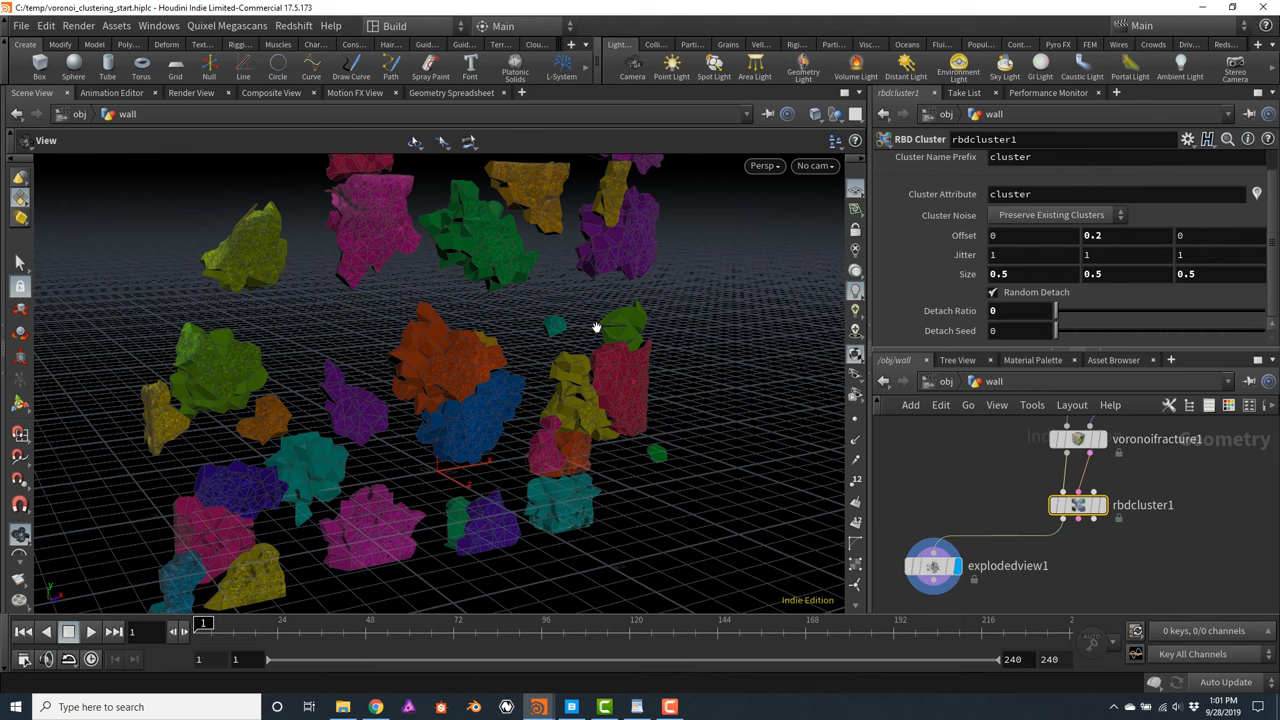 C:/temp/voronoi_clustering_start.hiplc - Houdini Indie Limited-Commercial 17.5.173
File Edit Render Assets Windows Quixel Megascans Redshift Help Build Main Main
Create Modify Model Poly... Deform Text... Riggi... Muscles Char... Cons... Hair... Guid... Guid... Terr... Clou... Light... Colli... Parti... Grains Vell... Rigi... Parti... Visc... Oceans Flui... Popul... Cont... Pyro FX FEM Wires Crowds Driv... Reds...
Box Sphere Tube Torus Grid Null Line Circle Curve Draw Curve Path Spray Paint Font Platonic Solids L-System Camera Point Light Spot Light Area Light Geometry Light Volume Light Distant Light Environment Light Sky Light GI Light Caustic Light Portal Light Ambient Light Stereo Camera
Scene View Animation Editor Render View Composite View Motion FX View Geometry Spreadsheet
rbdcluster1 Take List Performance Monitor
obj wall
obj wall
View
RBD Cluster rbdcluster1
Persp No cam
Cluster Name Prefix cluster
Cluster Attribute cluster
Cluster Noise Preserve Existing Clusters
Offset 0 0.2 0
Jitter 1 1 1
Size 0.5 0.5 0.5
Random Detach
Detach Ratio 0
Detach Seed 0
/obj/wall Tree View Material Palette Asset Browser
obj wall
Add Edit Go View Tools Layout Help
Geometry
voronoifracture1
rbdcluster1
explodedview1
12
Indie Edition
y x z
1 1 24 48 72 96 120 144 168 192 216 2
AUTO
0 keys, 0/0 channels
1 1 240 240
Key All Channels
Auto Update
Type here to search
1:01 PM
9/28/2019